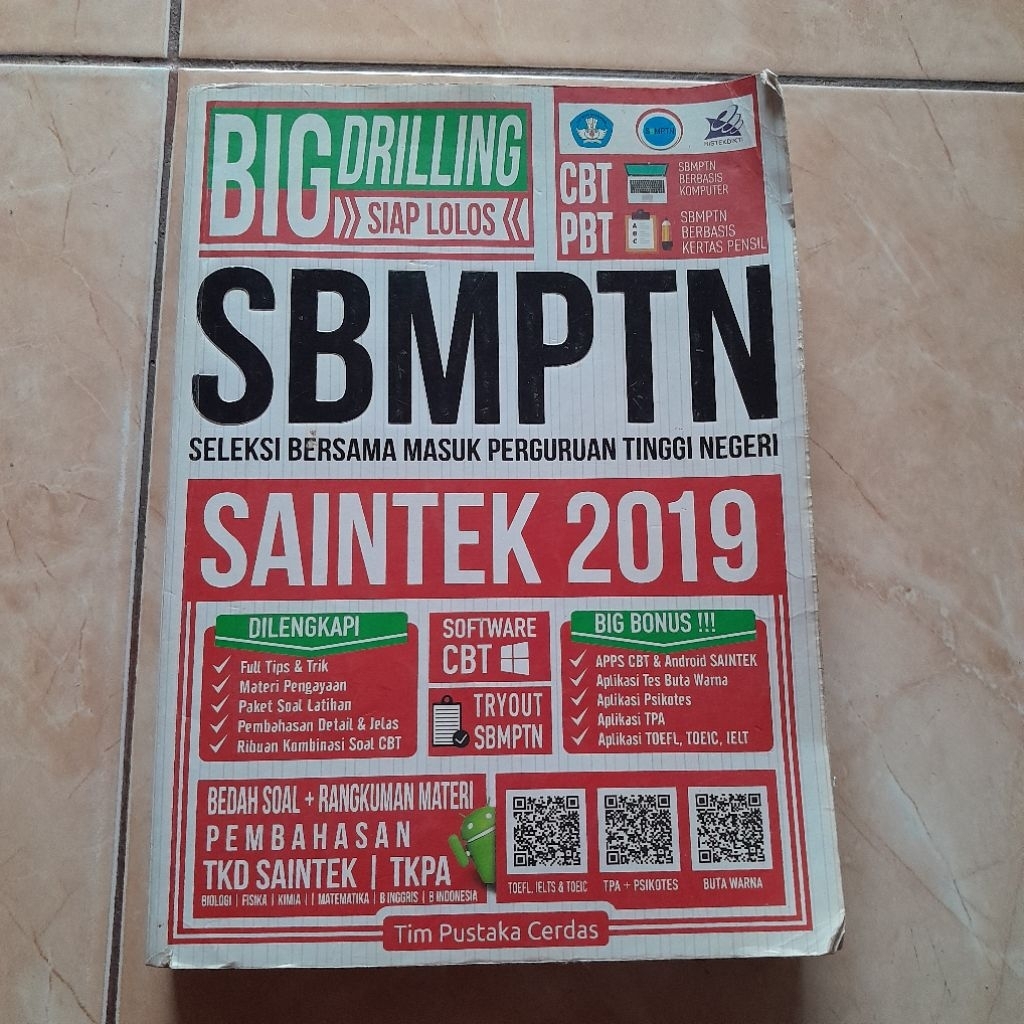 BIG DRILLING
SIAP LOLOS
SBMPTN
RISTEKDIKTI
CBT
SBMPTN
BERBASIS
KOMPUTER
PBT
A
B
C
SBMPTN
BERBASIS
KERTAS PENSIL
SBMPTN
SELEKSI BERSAMA MASUK PERGURUAN TINGGI NEGERI
SAINTEK 2019
DILENGKAPI
Full Tips & Trik
Materi Pengayaan
Paket Soal Latihan
Pembahasan Detail & Jelas
Ribuan Kombinasi Soal CBT
SOFTWARE
CBT
TRYOUT
SBMPTN
BIG BONUS !!!
APPS CBT & Android SAINTEK
Aplikasi Tes Buta Warna
Aplikasi Psikotes
Aplikasi TPA
Aplikasi TOEFL, TOEIC, IELT
BEDAH SOAL + RANGKUMAN MATERI
PEMBAHASAN
TKD SAINTEK | TKPA
BIOLOGI | FISIKA | KIMIA | | MATEMATIKA | B INGGRIS | B INDONESIA
TOEFL, IELTS & TOEIC
TPA + PSIKOTES
BUTA WARNA
Tim Pustaka Cerdas